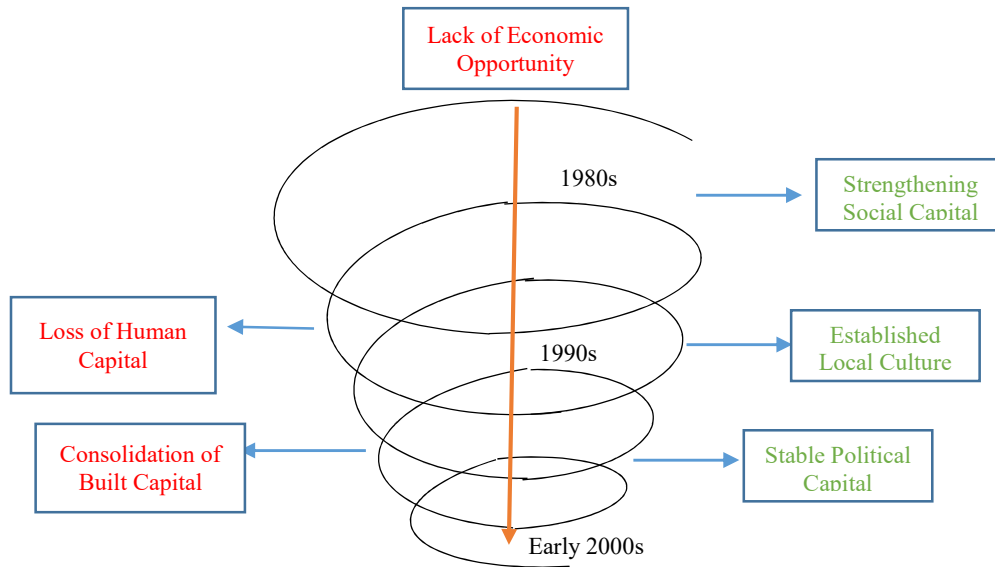 Lack of Economic
Opportunity
1980s
Strengthening
Social Capital
Loss of Human
Capital
1990s
Established
Local Culture
Consolidation of
Built Capital
Stable Political
Capital
Early 2000s